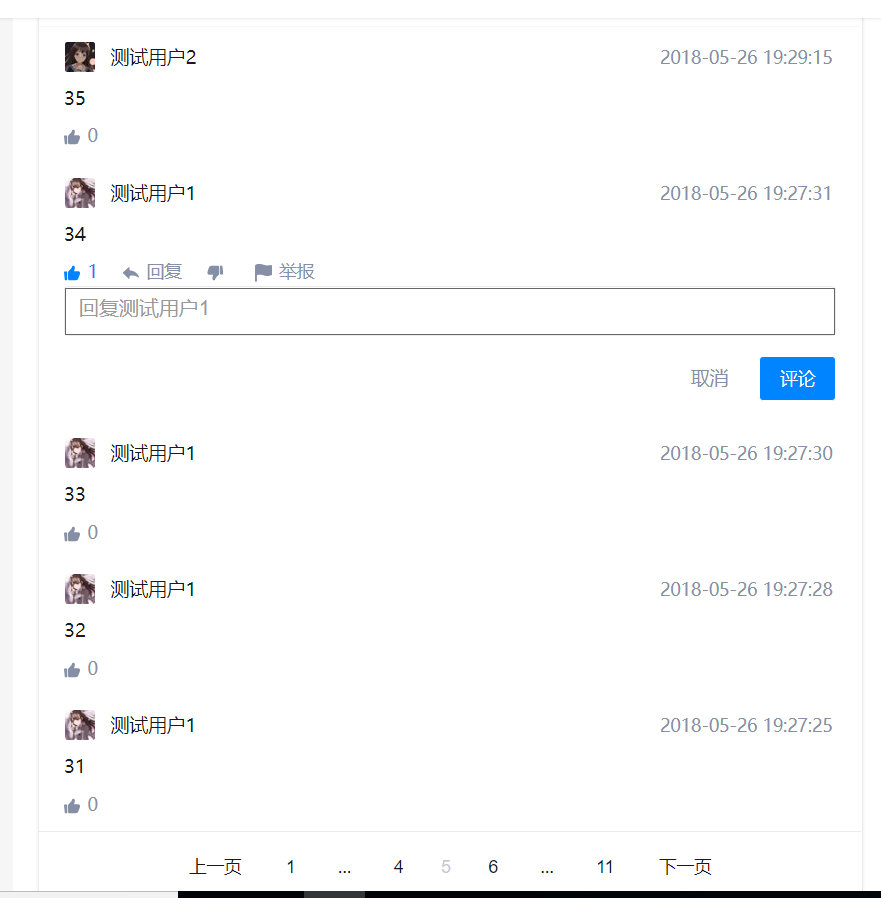 测试用户2 2018-05-26 19:29:15
35
0
测试用户1 2018-05-26 19:27:31
34
1 回复 举报
回复测试用户1
取消 评论
测试用户1 2018-05-26 19:27:30
33
0
测试用户1 2018-05-26 19:27:28
32
0
测试用户1 2018-05-26 19:27:25
31
0
上一页 1 ... 4 5 6 ... 11 下一页